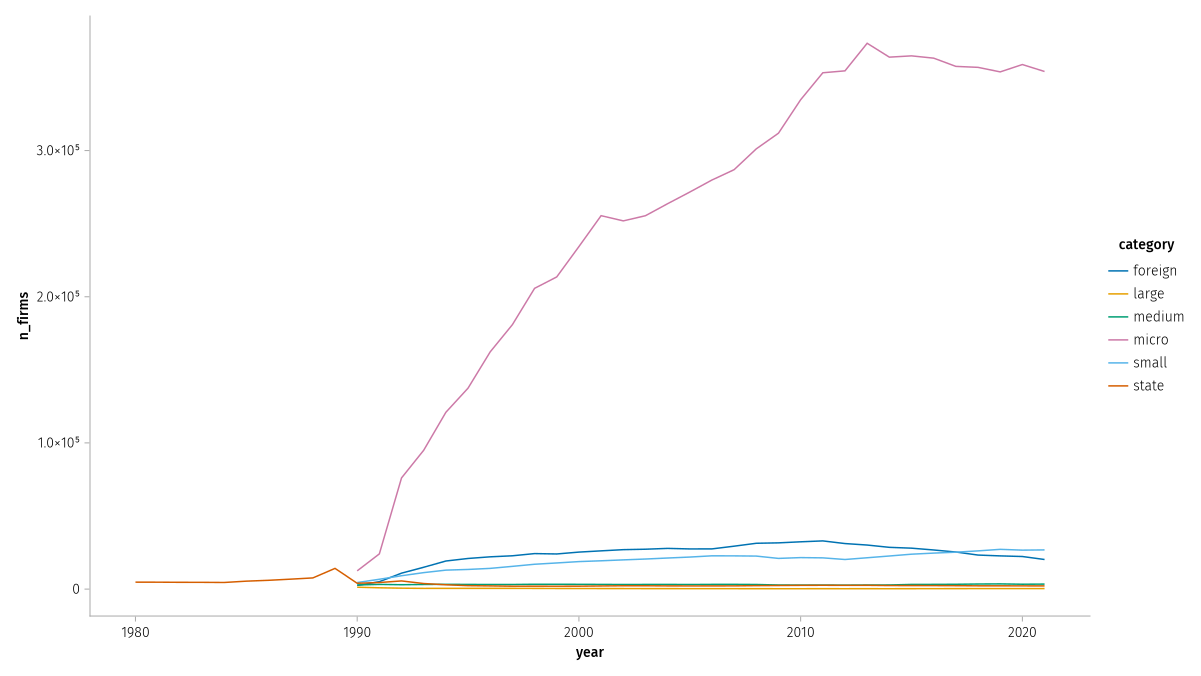 3.0×10⁵
2.0×10⁵
1.0×10⁵
0
n_firms
1980
1990
2000
2010
2020
year
category
foreign
large
medium
micro
small
state